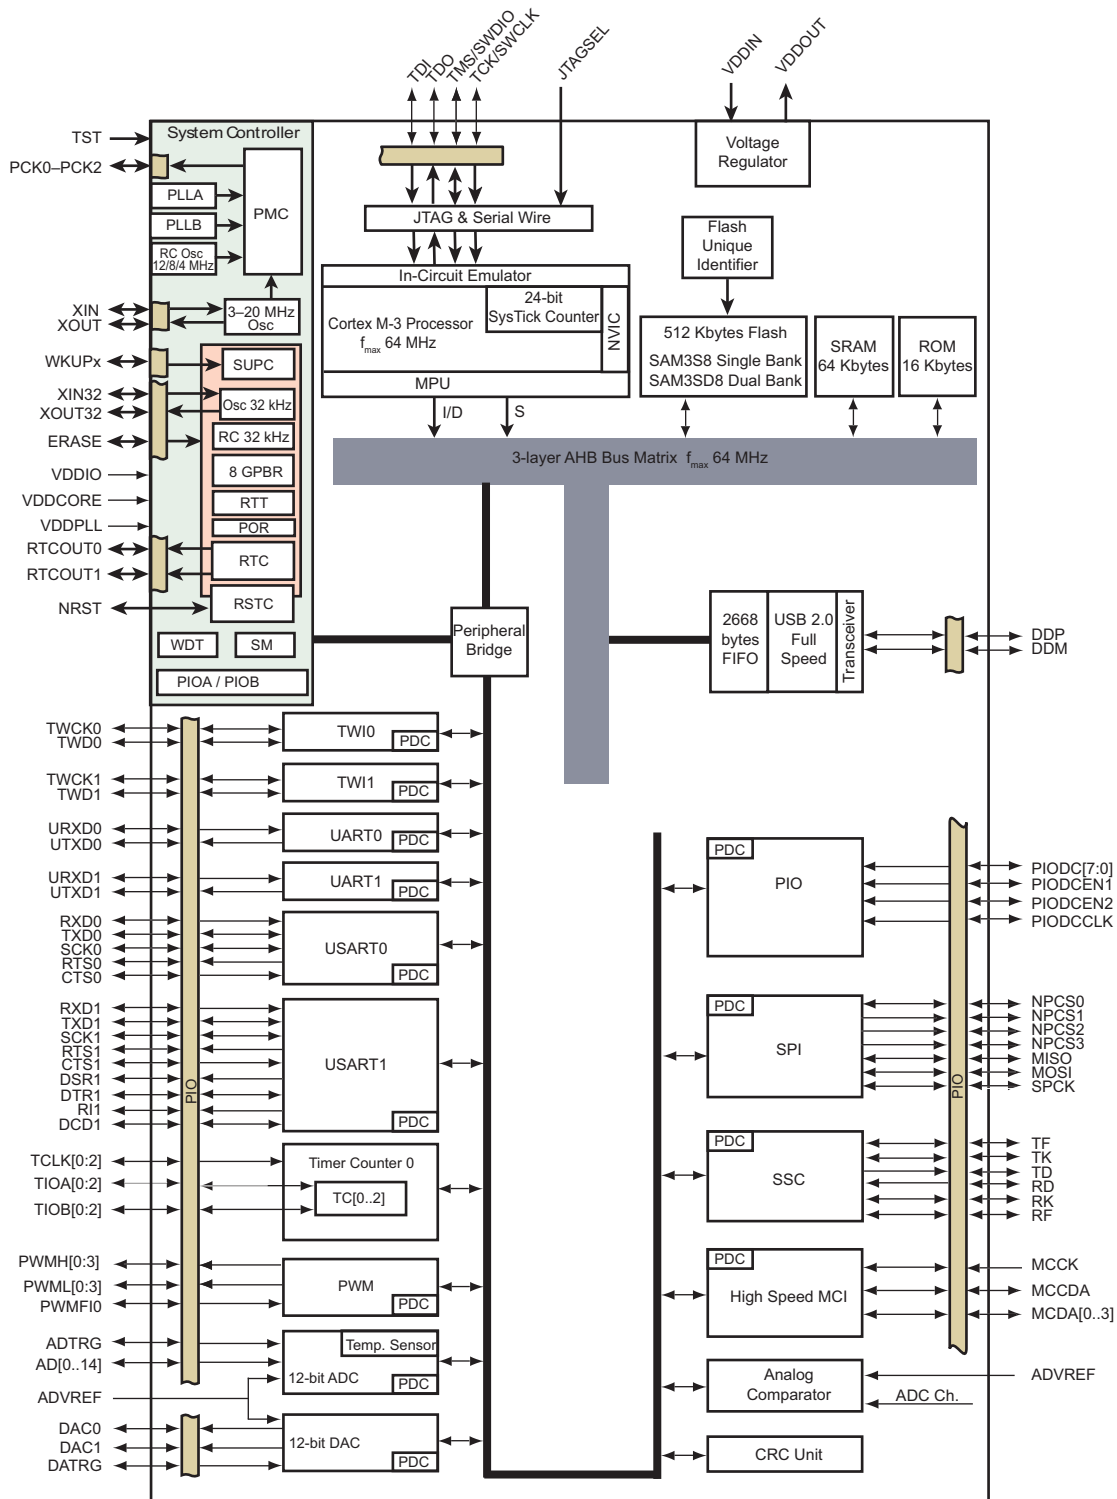 TDI
TDO
TMS/SWDIO
TCK/SWCLK
JTAGSEL
VDDIN
VDDOUT
TST
PCK0–PCK2
System Controller
PLLA
PLLB
RC Osc
12/8/4 MHz
PMC
XIN
XOUT
3–20 MHz
Osc
WKUPx
SUPC
XIN32
XOUT32
Osc 32 kHz
ERASE
RC 32 kHz
VDDIO
8 GPBR
VDDCORE
RTT
VDDPLL
POR
RTCOUT0
RTCOUT1
RTC
NRST
RSTC
WDT
SM
PIOA / PIOB
JTAG & Serial Wire
In-Circuit Emulator
Cortex M-3 Processor
fmax 64 MHz
24-bit
SysTick Counter
NVIC
MPU
I/D
S
Voltage
Regulator
Flash
Unique
Identifier
512 Kbytes Flash
SAM3S8 Single Bank
SAM3SD8 Dual Bank
SRAM
64 Kbytes
ROM
16 Kbytes
3-layer AHB Bus Matrix fmax 64 MHz
Peripheral
Bridge
2668
bytes
FIFO
USB 2.0
Full
Speed
Transceiver
DDP
DDM
TWCK0
TWD0
TWI0
PDC
TWCK1
TWD1
TWI1
PDC
URXD0
UTXD0
UART0
PDC
URXD1
UTXD1
UART1
PDC
RXD0
TXD0
SCK0
RTS0
CTS0
USART0
PDC
RXD1
TXD1
SCK1
RTS1
CTS1
DSR1
DTR1
RI1
DCD1
PIO
USART1
PDC
TCLK[0:2]
TIOA[0:2]
TIOB[0:2]
Timer Counter 0
TC[0..2]
PWMH[0:3]
PWML[0:3]
PWMFI0
PWM
PDC
ADTRG
AD[0..14]
ADVREF
Temp. Sensor
12-bit ADC
PDC
DAC0
DAC1
DATRG
12-bit DAC
PDC
PDC
PIO
PIODC[7:0]
PIODCEN1
PIODCEN2
PIODCCLK
PDC
SPI
NPCS0
NPCS1
NPCS2
NPCS3
MISO
MOSI
SPCK
PIO
PDC
SSC
TF
TK
TD
RD
RK
RF
PDC
High Speed MCI
MCCK
MCCDA
MCDA[0..3]
Analog
Comparator
ADVREF
ADC Ch.
CRC Unit